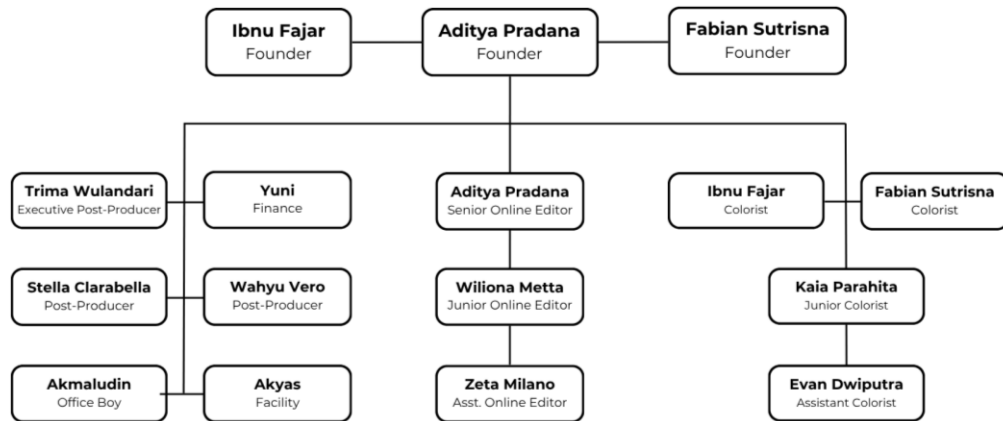 Ibnu Fajar
Founder
Aditya Pradana
Founder
Fabian Sutrisna
Founder
Trima Wulandari
Executive Post-Producer
Yuni
Finance
Aditya Pradana
Senior Online Editor
Ibnu Fajar
Colorist
Fabian Sutrisna
Colorist
Stella Clarabella
Post-Producer
Wahyu Vero
Post-Producer
Wiliona Metta
Junior Online Editor
Kaia Parahita
Junior Colorist
Akmaludin
Office Boy
Akyas
Facility
Zeta Milano
Asst. Online Editor
Evan Dwiputra
Assistant Colorist